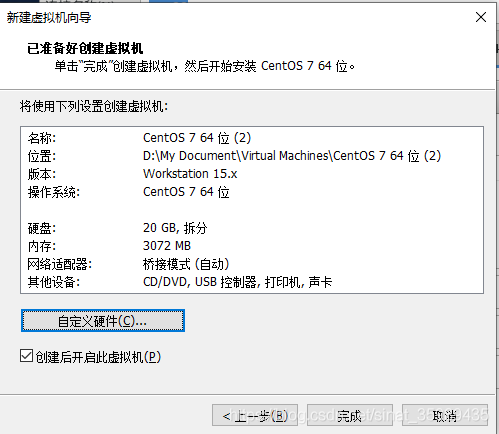 新建虚拟机向导
已准备好创建虚拟机
单击“完成”创建虚拟机，然后开始安装 CentOS 7 64 位。
将使用下列设置创建虚拟机:
名称: CentOS 7 64 位 (2)
位置: D:\My Document\Virtual Machines\CentOS 7 64 位 (2)
版本: Workstation 15.x
操作系统: CentOS 7 64 位
硬盘: 20 GB, 拆分
内存: 3072 MB
网络适配器: 桥接模式 (自动)
其他设备: CD/DVD, USB 控制器, 打印机, 声卡
自定义硬件(C)...
创建后开启此虚拟机(P)
< 上一步(B) 完成 取消